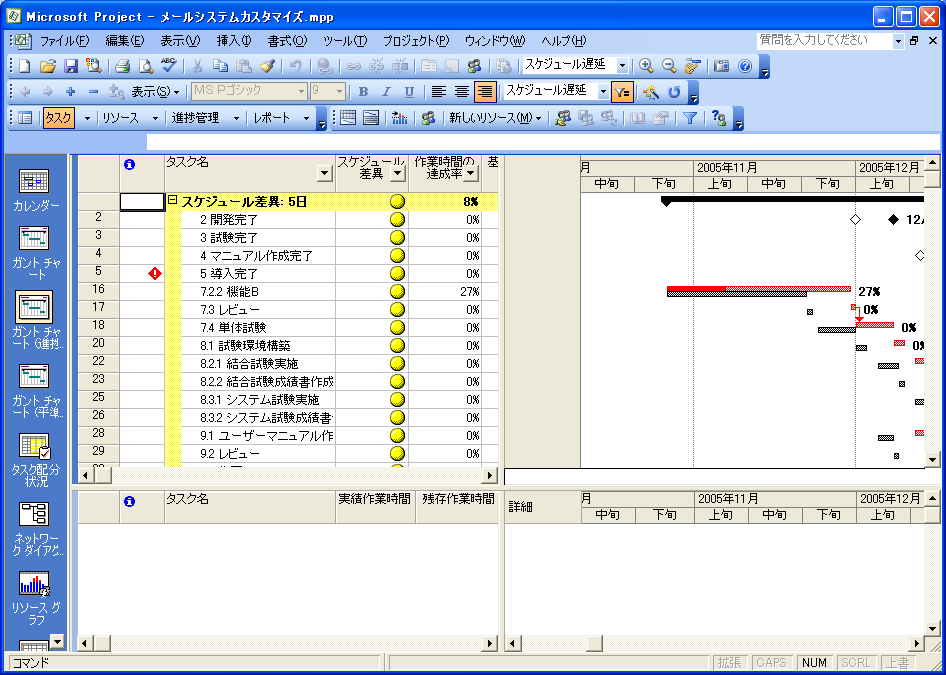 Microsoft Project - メールシステムカスタマイズ.mpp
ファイル(F) 編集(E) 表示(V) 挿入(I) 書式(O) ツール(T) プロジェクト(P) ウィンドウ(W) ヘルプ(H) 質問を入力してください
スケジュール遅延
表示(S) MS Pゴシック 9 B I U スケジュール遅延
タスク リソース 進捗管理 レポート 新しいリソース(M)
カレンダー
ガント チャート
ガント チャート (進捗..
ガント チャート (平準..
タスク配分状況
ネットワーク ダイアグ..
リソース グラフ
タスク名 スケジュール差異 作業時間の達成率 基
スケジュール差異: 5日 8%
2 2 開発完了 0%
3 3 試験完了 0%
4 4 マニュアル作成完了 0%
5 5 導入完了 0%
16 7.2.2 機能B 27%
17 7.3 レビュー 0%
18 7.4 単体試験 0%
20 8.1 試験環境構築 0%
22 8.2.1 結合試験実施 0%
23 8.2.2 結合試験成績書作成 0%
25 8.3.1 システム試験実施 0%
26 8.3.2 システム試験成績書 0%
28 9.1 ユーザーマニュアル作 0%
29 9.2 レビュー 0%
月 2005年11月 2005年12月
中旬 下旬 上旬 中旬 下旬 上旬
12/
27%
0%
0%
0%
タスク名 実績作業時間 残存作業時間
詳細
月 2005年11月 2005年12月
中旬 下旬 上旬 中旬 下旬 上旬
コマンド 拡張 CAPS NUM SCRL 上書